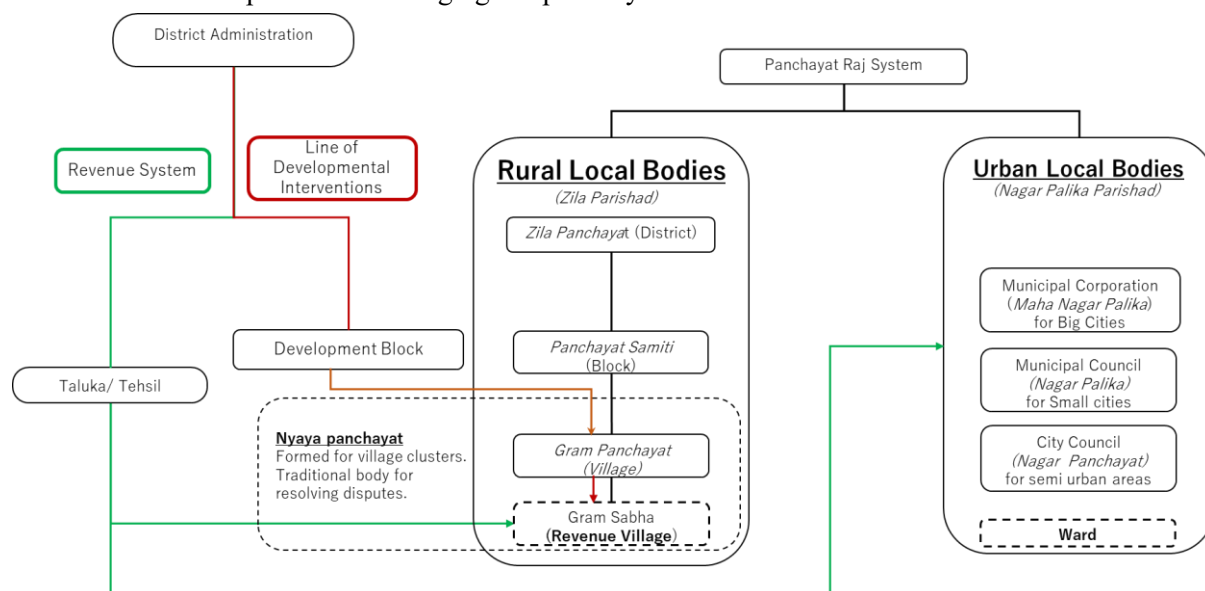 District Administration
Panchayat Raj System
Revenue System
Line of
Developmental
Interventions
Rural Local Bodies
(Zila Parishad)
Zila Panchayat (District)
Urban Local Bodies
(Nagar Palika Parishad)
Municipal Corporation
(Maha Nagar Palika)
for Big Cities
Development Block
Panchayat Samiti
(Block)
Taluka/ Tehsil
Municipal Council
(Nagar Palika)
for Small cities
Nyaya panchayat
Formed for village clusters.
Traditional body for
resolving disputes.
Gram Panchayat
(Village)
City Council
(Nagar Panchayat)
for semi urban areas
Gram Sabha
(Revenue Village)
Ward